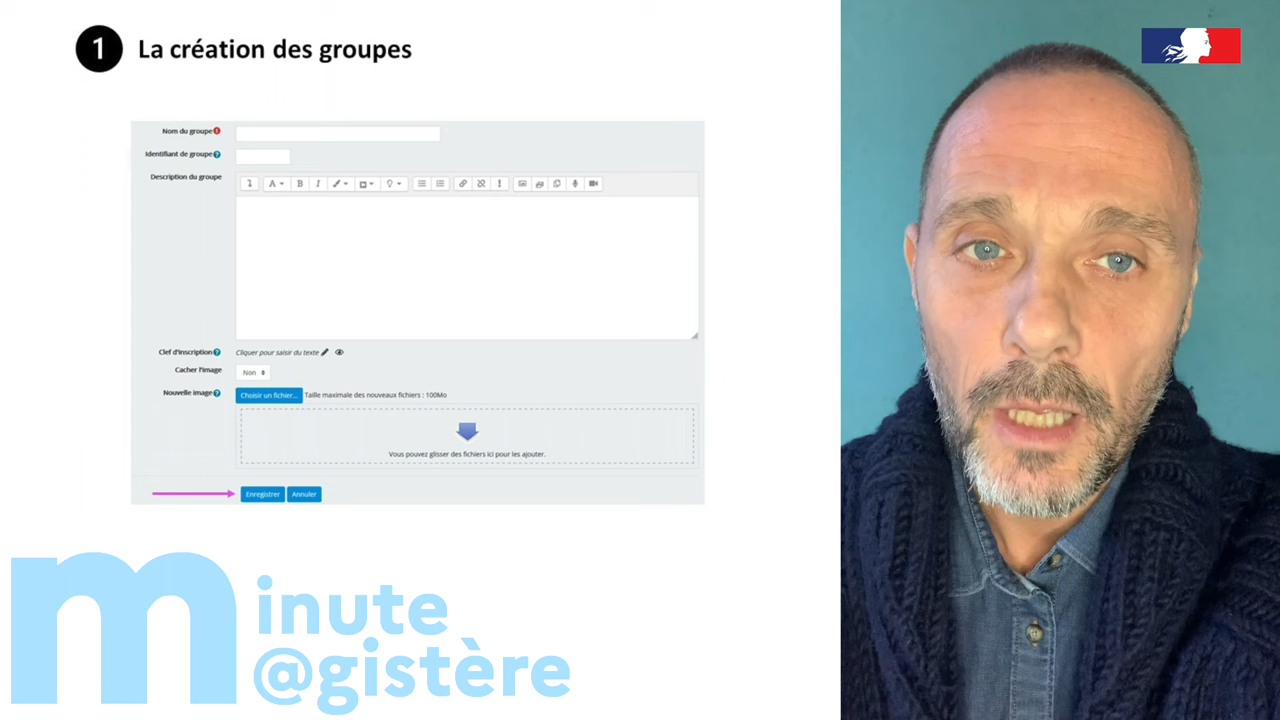 1 La création des groupes
Nom du groupe
Identifiant de groupe
Description du groupe
Clef d'inscription Cliquer pour saisir du texte
Cacher l'image Non
Nouvelle image Choisir un fichier... Taille maximale des nouveaux fichiers : 100Mo
Vous pouvez glisser des fichiers ici pour les ajouter.
Enregistrer Annuler
minute
@gistère